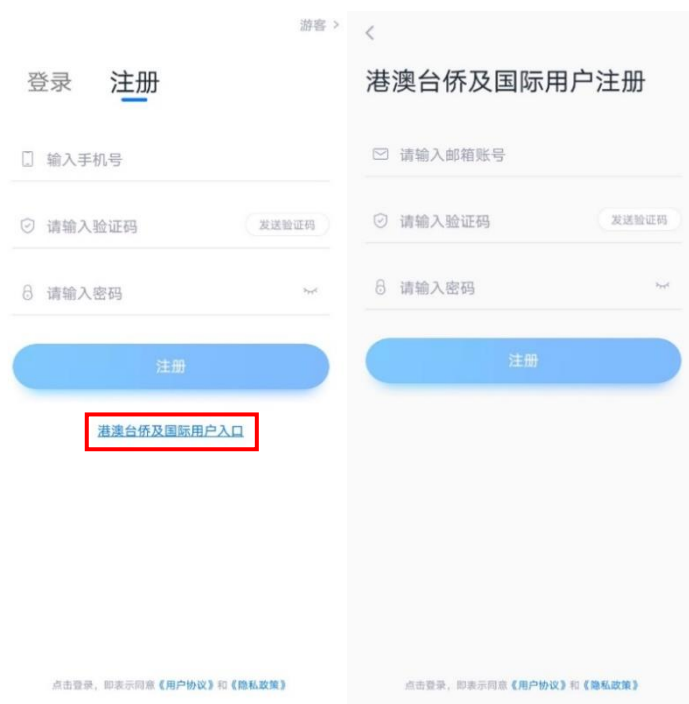 游客 >
登录 注册
输入手机号
请输入验证码 发送验证码
请输入密码
注册
港澳台侨及国际用户入口
点击登录，即表示同意《用户协议》和《隐私政策》
港澳台侨及国际用户注册
请输入邮箱账号
请输入验证码 发送验证码
请输入密码
注册
点击登录，即表示同意《用户协议》和《隐私政策》